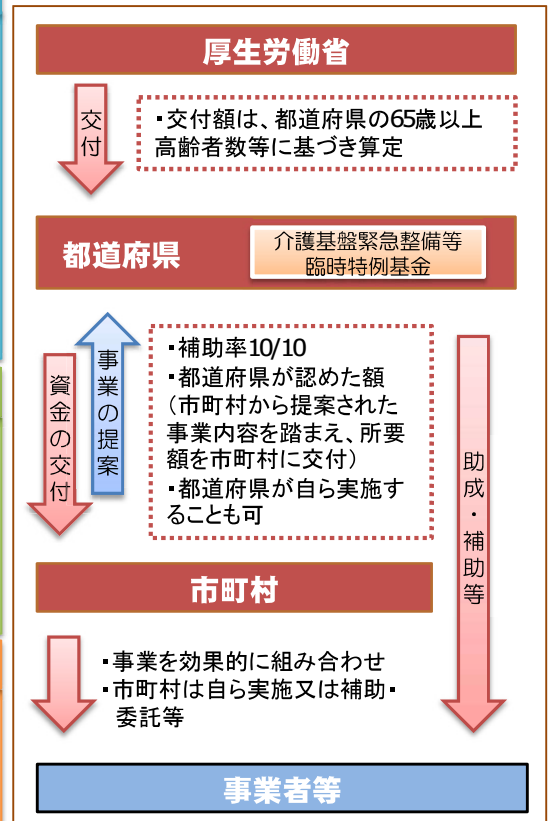 厚生労働省
交付
・交付額は、都道府県の65歳以上
高齢者数等に基づき算定
都道府県
介護基盤緊急整備等
臨時特例基金
資金の交付
事業の提案
・補助率10/10
・都道府県が認めた額
（市町村から提案された
事業内容を踏まえ、所要
額を市町村に交付）
・都道府県が自ら実施す
ることも可
助成・補助等
市町村
・事業を効果的に組み合わせ
・市町村は自ら実施又は補助・
委託等
事業者等